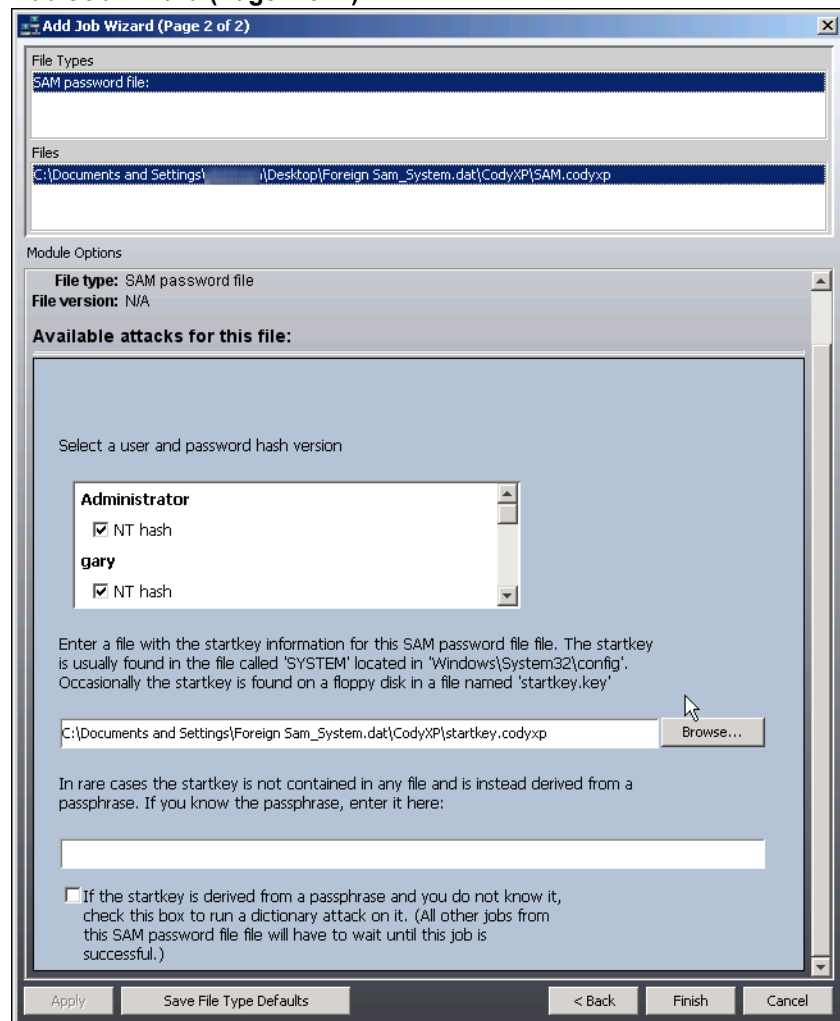 Add Job Wizard (Page 2 of 2)
File Types
SAM password file:
Files
C:\Documents and Settings\ \Desktop\Foreign Sam_System.dat\CodyXP\SAM.codyxp
Module Options
File type: SAM password file
File version: N/A
Available attacks for this file:
Select a user and password hash version
Administrator
NT hash
gary
NT hash
Enter a file with the startkey information for this SAM password file file. The startkey
is usually found in the file called 'SYSTEM' located in 'Windows\System32\config'.
Occasionally the startkey is found on a floppy disk in a file named 'startkey.key'
C:\Documents and Settings\Foreign Sam_System.dat\CodyXP\startkey.codyxp
Browse...
In rare cases the startkey is not contained in any file and is instead derived from a
passphrase. If you know the passphrase, enter it here:
If the startkey is derived from a passphrase and you do not know it,
check this box to run a dictionary attack on it. (All other jobs from
this SAM password file file will have to wait until this job is
successful.)
Apply
Save File Type Defaults
< Back
Finish
Cancel